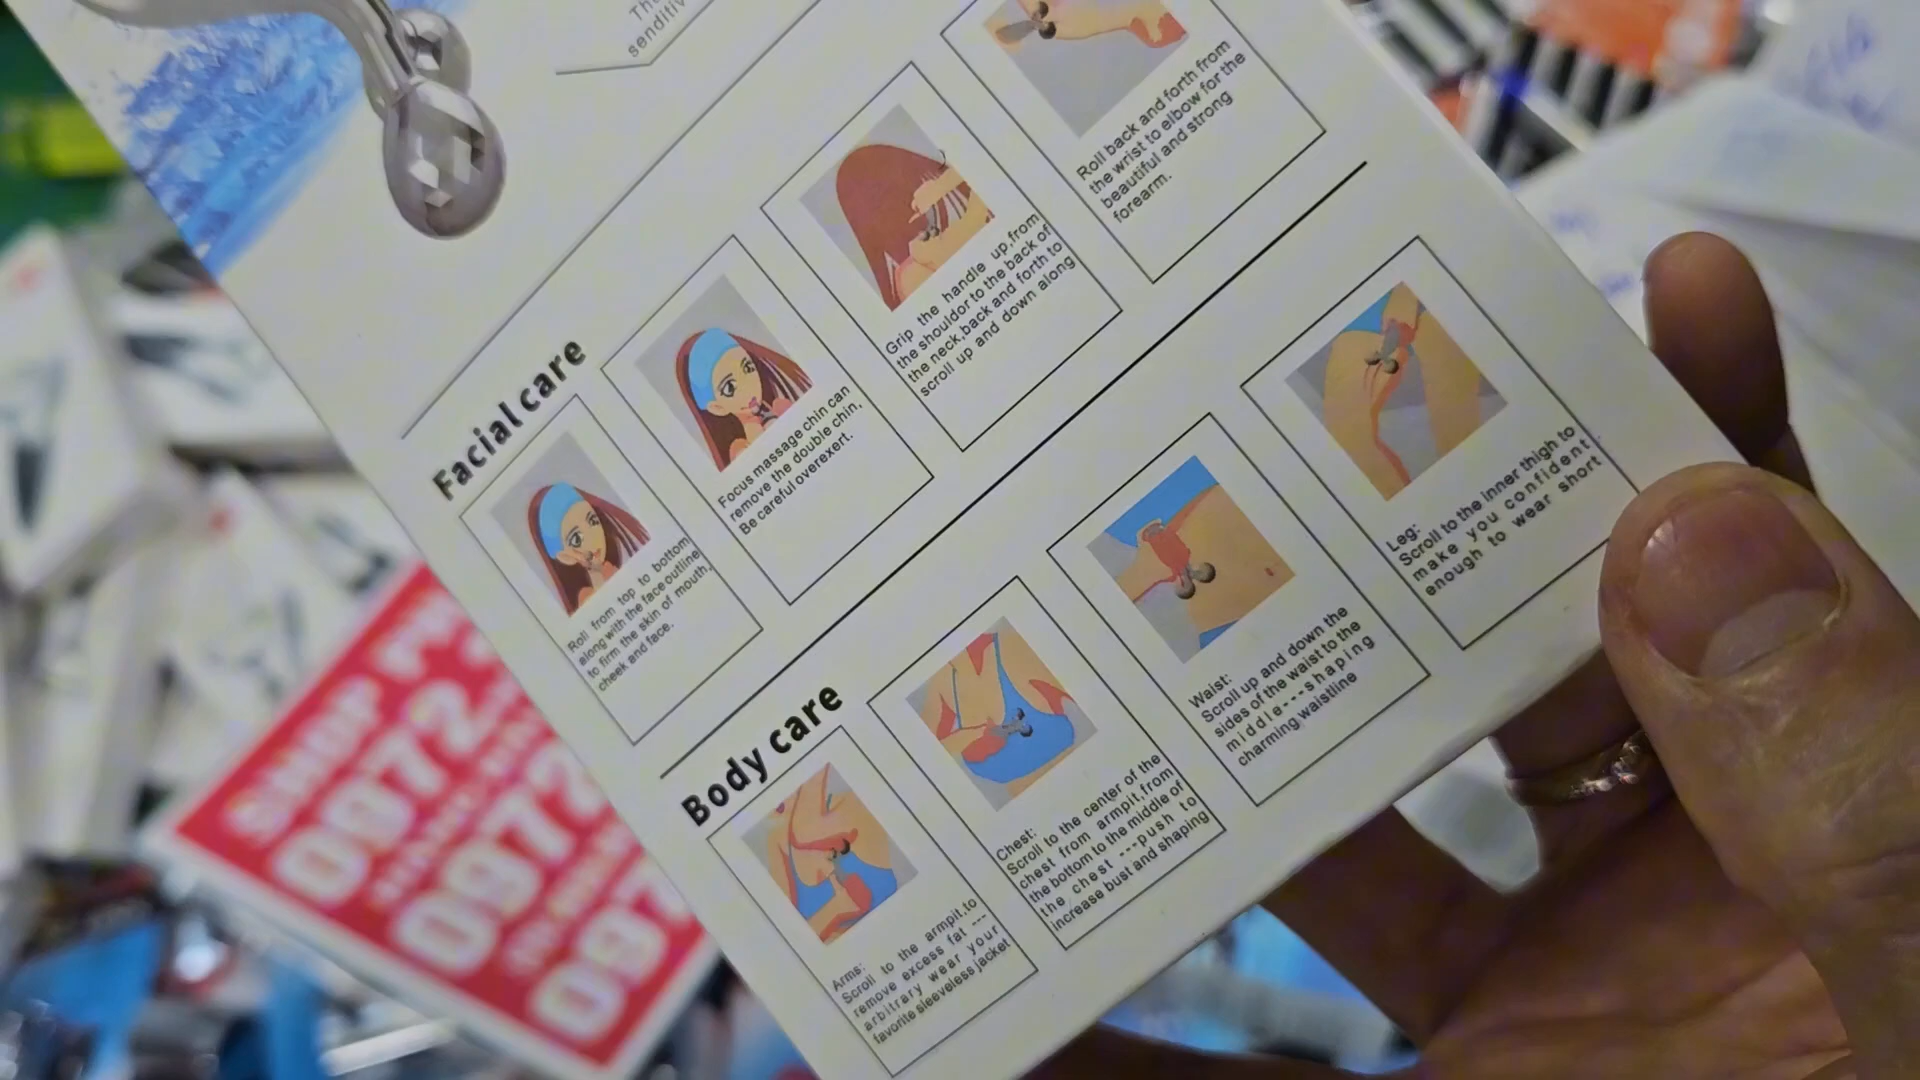 senditiv
Facial care
Roll from top to bottom
along with the face outline
to firm the skin of mouth,
cheek and face.
Focus massage chin can
remove the double chin,
Be careful overexert.
Grip the handle up,from
the shouldor to the back of
the neck,back and forth to
scroll up and down along
Roll back and forth from
the wrist to elbow for the
beautiful and strong
forearm.
Body care
Arms:
Scroll to the armpit,to
remove excess fat ---
arbitrary wear your
favorite sleeveless jacket
Chest:
Scroll to the center of the
chest from armpit,from
the bottom to the middle of
the chest ---push to
increase bust and shaping
Waist:
Scroll up and down the
sides of the waist to the
middle---shaping
charming waistline
Leg:
Scroll to the inner thigh to
make you confident
enough to wear short
SHOP
0972
0972
097